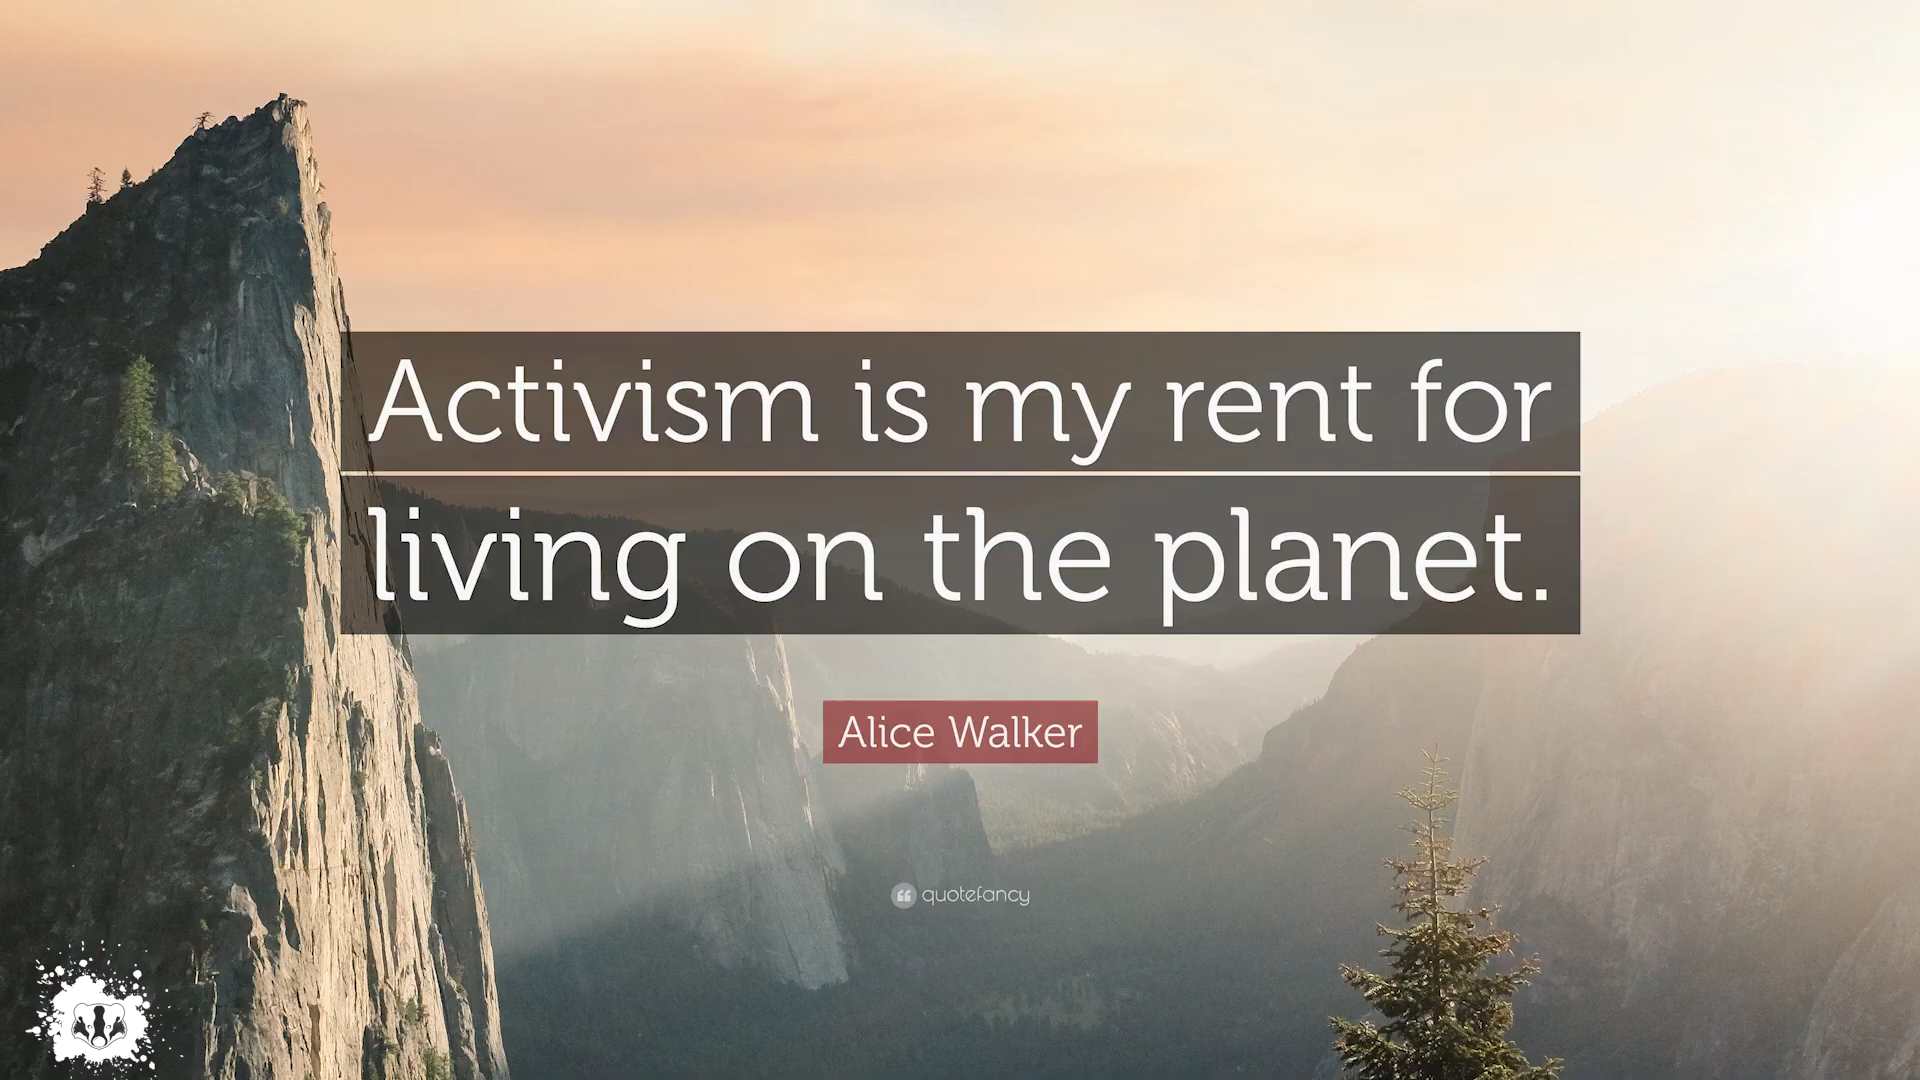 Activism is my rent for
living on the planet.
Alice Walker
quotefancy